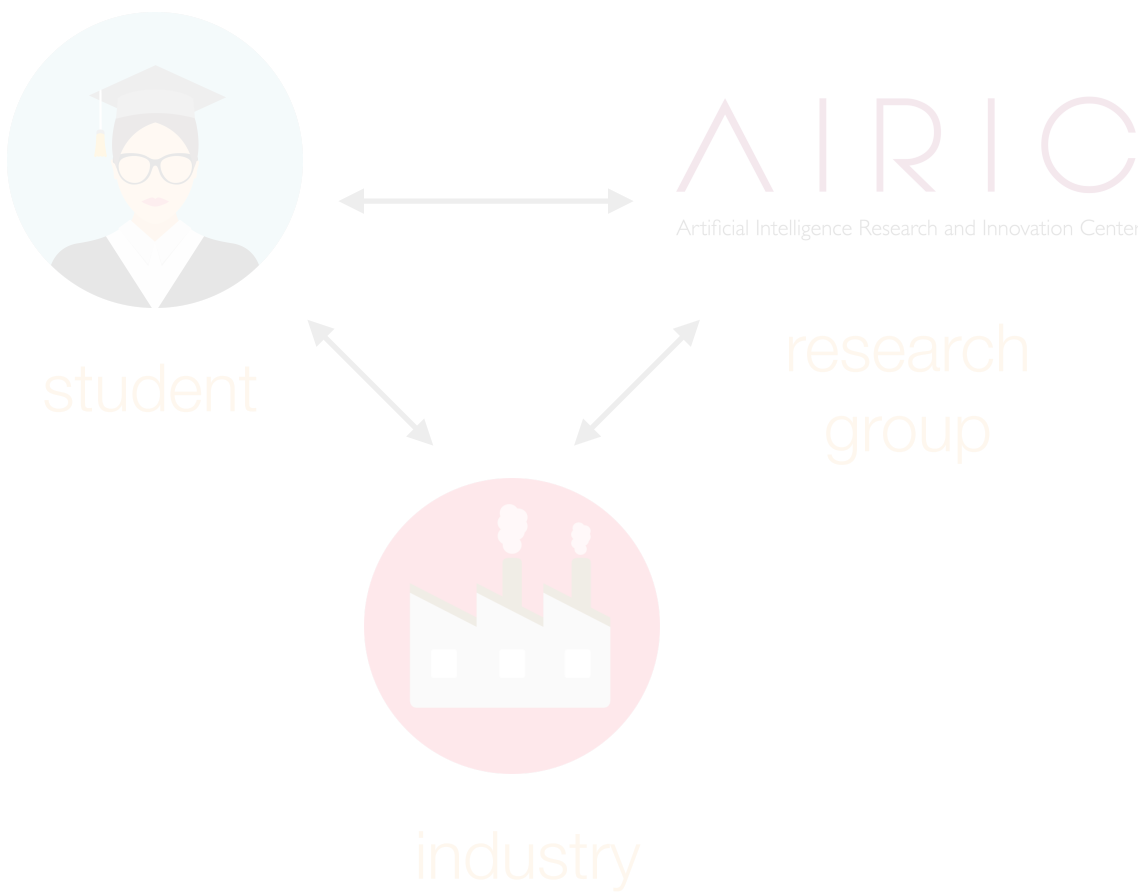 AIRIC
Artificial Intelligence Research and Innovation Center
student
research
group
industry